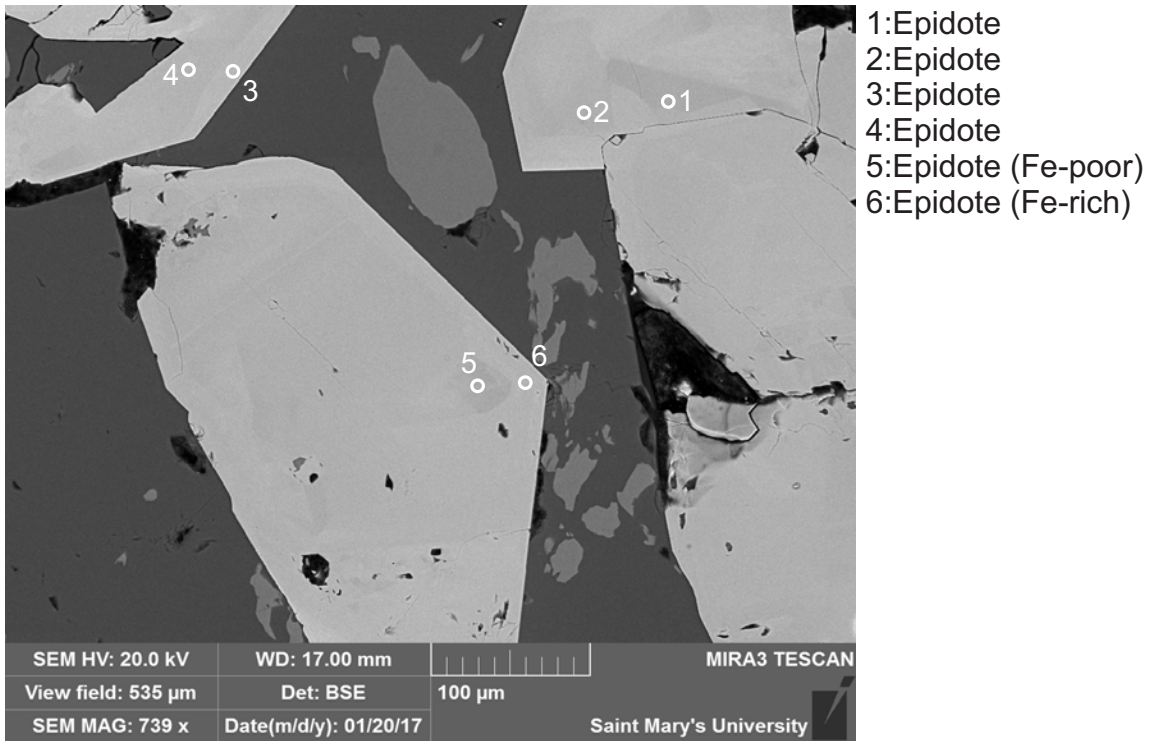 1:Epidote
2:Epidote
3:Epidote
4:Epidote
5:Epidote (Fe-poor)
6:Epidote (Fe-rich)
4
3
2
1
5
6
SEM HV: 20.0 kV WD: 17.00 mm MIRA3 TESCAN
View field: 535 µm Det: BSE 100 µm
SEM MAG: 739 x Date(m/d/y): 01/20/17 Saint Mary's University